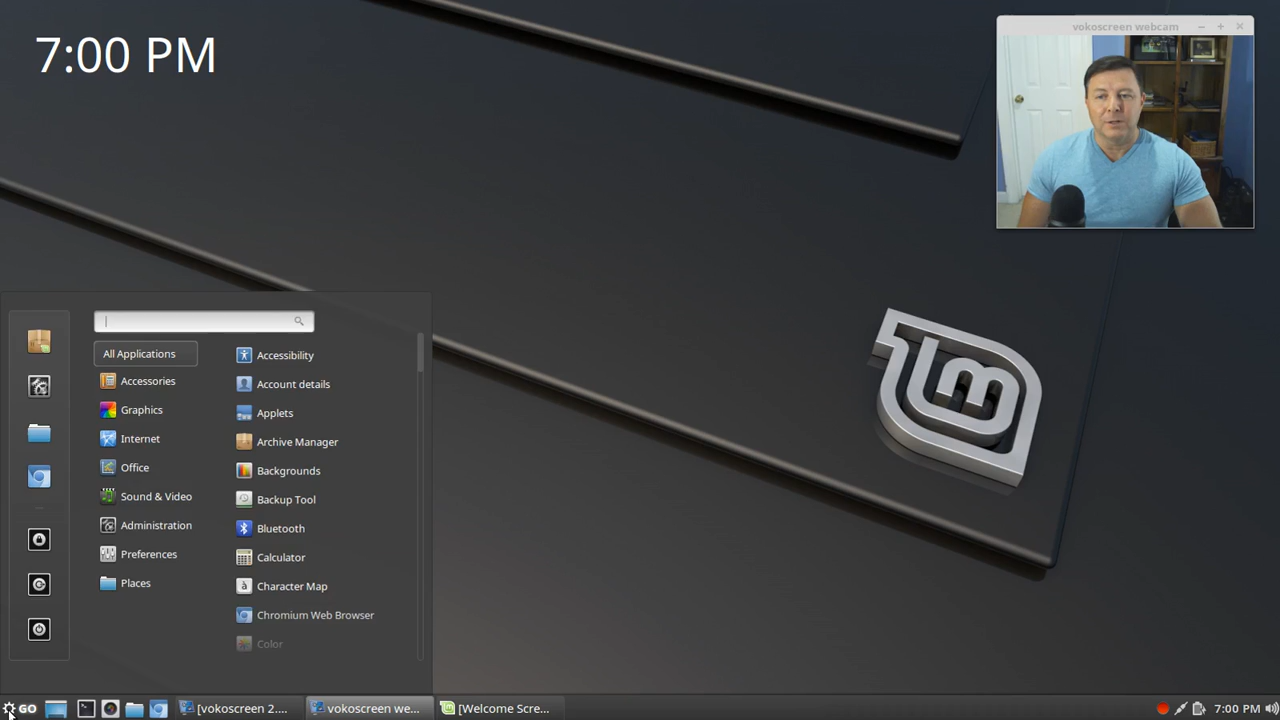 7:00 PM
vokoscreen webcam
All Applications
Accessories
Graphics
Internet
Office
Sound & Video
Administration
Preferences
Places
Accessibility
Account details
Applets
Archive Manager
Backgrounds
Backup Tool
Bluetooth
Calculator
Character Map
Chromium Web Browser
Color
GO
[vokoscreen 2....
vokoscreen we...
[Welcome Scre...
7:00 PM